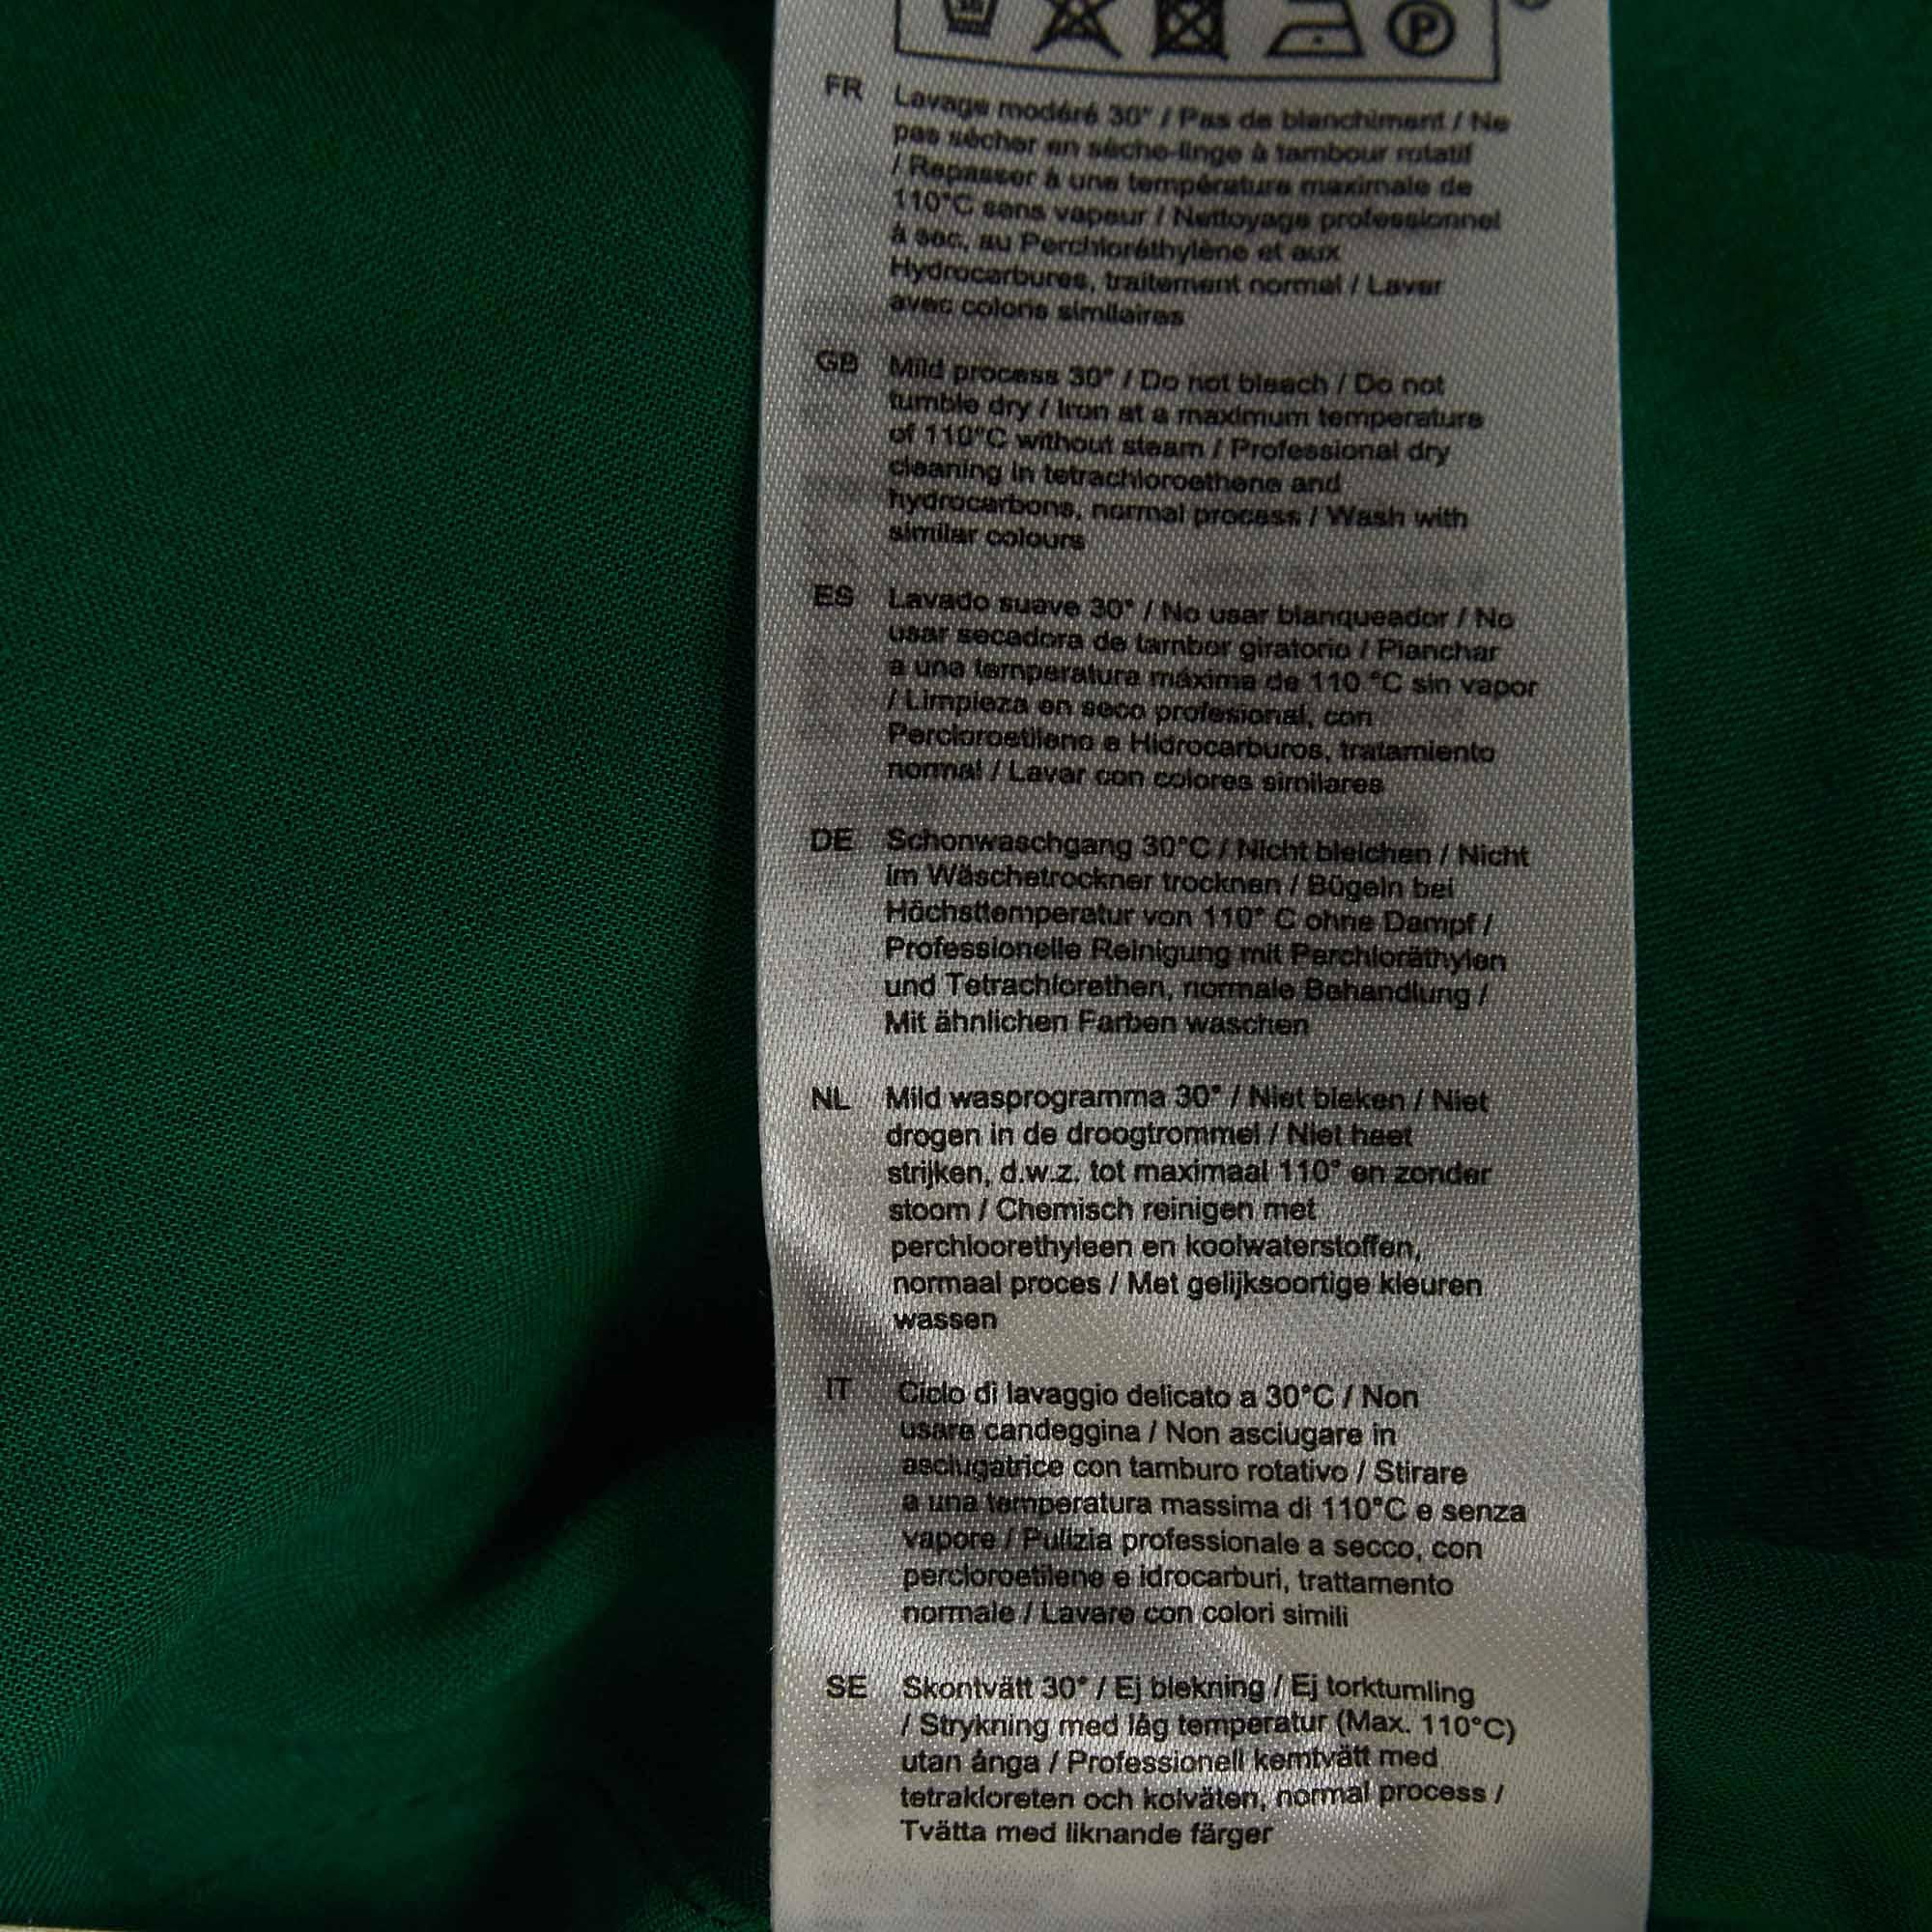 30
P
FR Lavage modéré 30° / Pas de blanchiment / Ne
pas sécher en sèche-linge à tambour rotatif
/ Repasser à une température maximale de
110°C sans vapeur / Nettoyage professionnel
à sec, au Perchloréthylène et aux
Hydrocarbures, traitement normal / Laver
avec coloris similaires
GB Mild process 30° / Do not bleach / Do not
tumble dry / Iron at a maximum temperature
of 110°C without steam / Professional dry
cleaning in tetrachloroethene and
hydrocarbons, normal process / Wash with
similar colours
ES Lavado suave 30° / No usar blanqueador / No
usar secadora de tambor giratorio / Planchar
a una temperatura máxima de 110 °C sin vapor
/ Limpieza en seco profesional, con
Percloroetileno e Hidrocarburos, tratamiento
normal / Lavar con colores similares
DE Schonwaschgang 30°C / Nicht bleichen / Nicht
im Wäschetrockner trocknen / Bügeln bei
Höchsttemperatur von 110° C ohne Dampf /
Professionelle Reinigung mit Perchloräthylen
und Tetrachlorethen, normale Behandlung /
Mit ähnlichen Farben waschen
NL Mild wasprogramma 30° / Niet bleken / Niet
drogen in de droogtrommel / Niet heet
strijken, d.w.z. tot maximaal 110° en zonder
stoom / Chemisch reinigen met
perchloorethyleen en koolwaterstoffen,
normaal proces / Met gelijksoortige kleuren
wassen
IT Ciclo di lavaggio delicato a 30°C / Non
usare candeggina / Non asciugare in
asciugatrice con tamburo rotativo / Stirare
a una temperatura massima di 110°C e senza
vapore / Pulizia professionale a secco, con
percloroetilene e idrocarburi, trattamento
normale / Lavare con colori simili
SE Skontvätt 30° / Ej blekning / Ej torktumling
/ Strykning med låg temperatur (Max. 110°C)
utan ånga / Professionell kemtvätt med
tetrakloreten och kolväten, normal process /
Tvätta med liknande färger